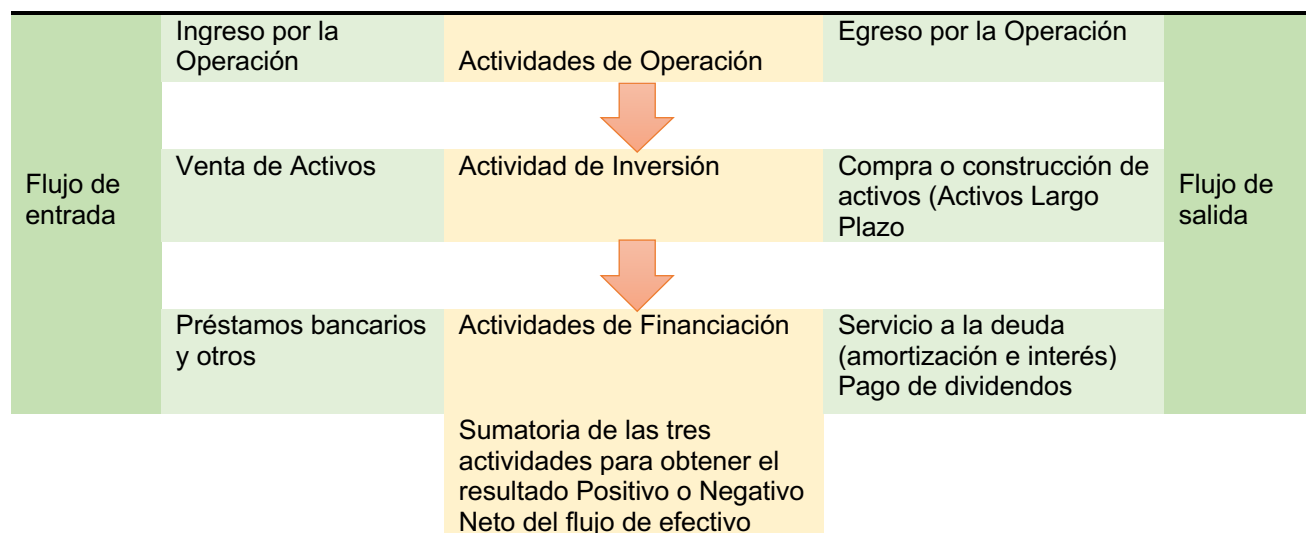 Ingreso por la
Operación
Actividades de Operación
Egreso por la Operación
Flujo de
entrada
Venta de Activos
Actividad de Inversión
Compra o construcción de
activos (Activos Largo
Plazo
Flujo de
salida
Préstamos bancarios
y otros
Actividades de Financiación
Servicio a la deuda
(amortización e interés)
Pago de dividendos
Sumatoria de las tres
actividades para obtener el
resultado Positivo o Negativo
Neto del flujo de efectivo